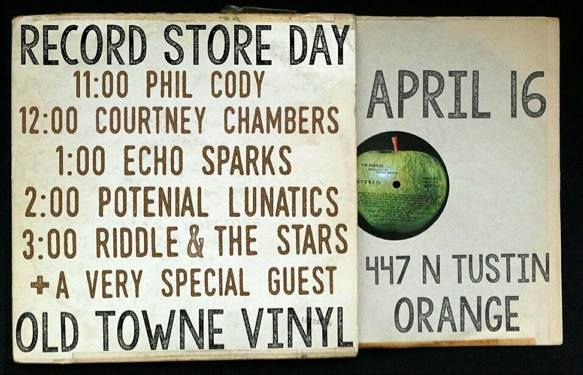 RECORD STORE DAY
11:00 PHIL CODY
12:00 COURTNEY CHAMBERS
1:00 ECHO SPARKS
2:00 POTENIAL LUNATICS
3:00 RIDDLE & THE STARS
+ A VERY SPECIAL GUEST
OLD TOWNE VINYL
APRIL 16
STEREO
447 N TUSTIN
ORANGE